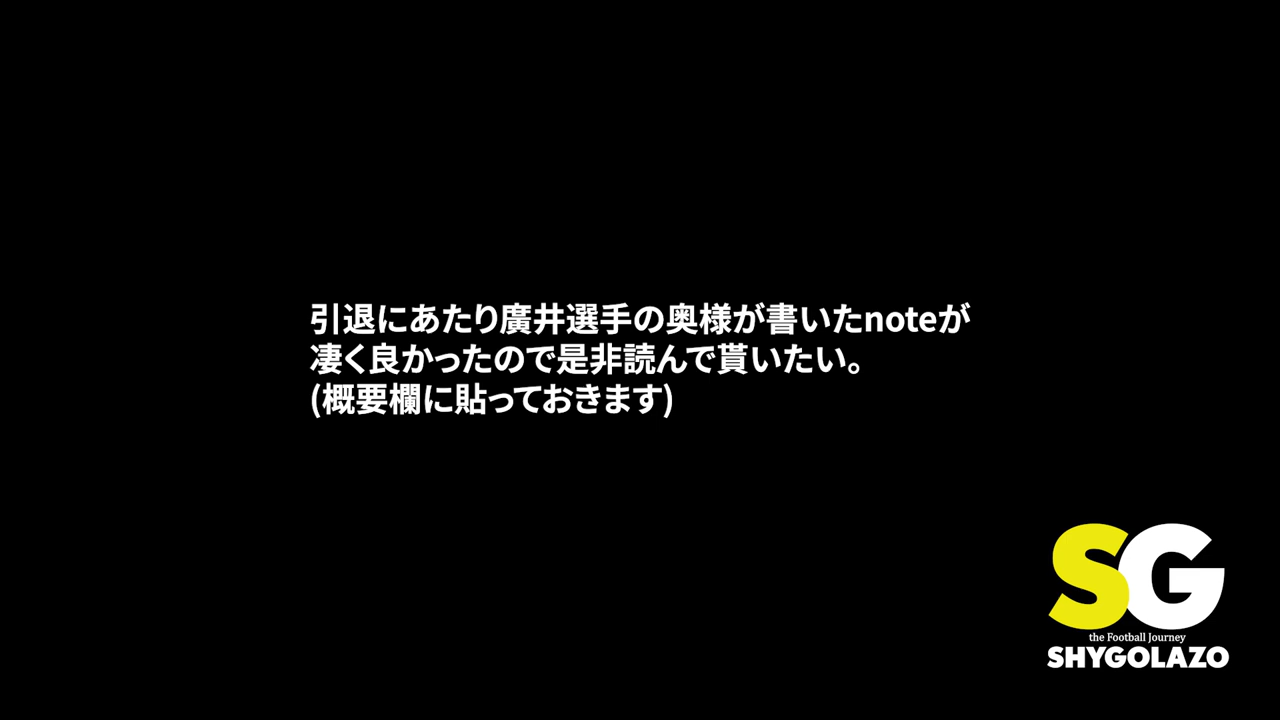 引退にあたり廣井選手の奥様が書いたnoteが
凄く良かったので是非読んで貰いたい。
(概要欄に貼っておきます)
SG
the Football Journey
SHYGOLAZO